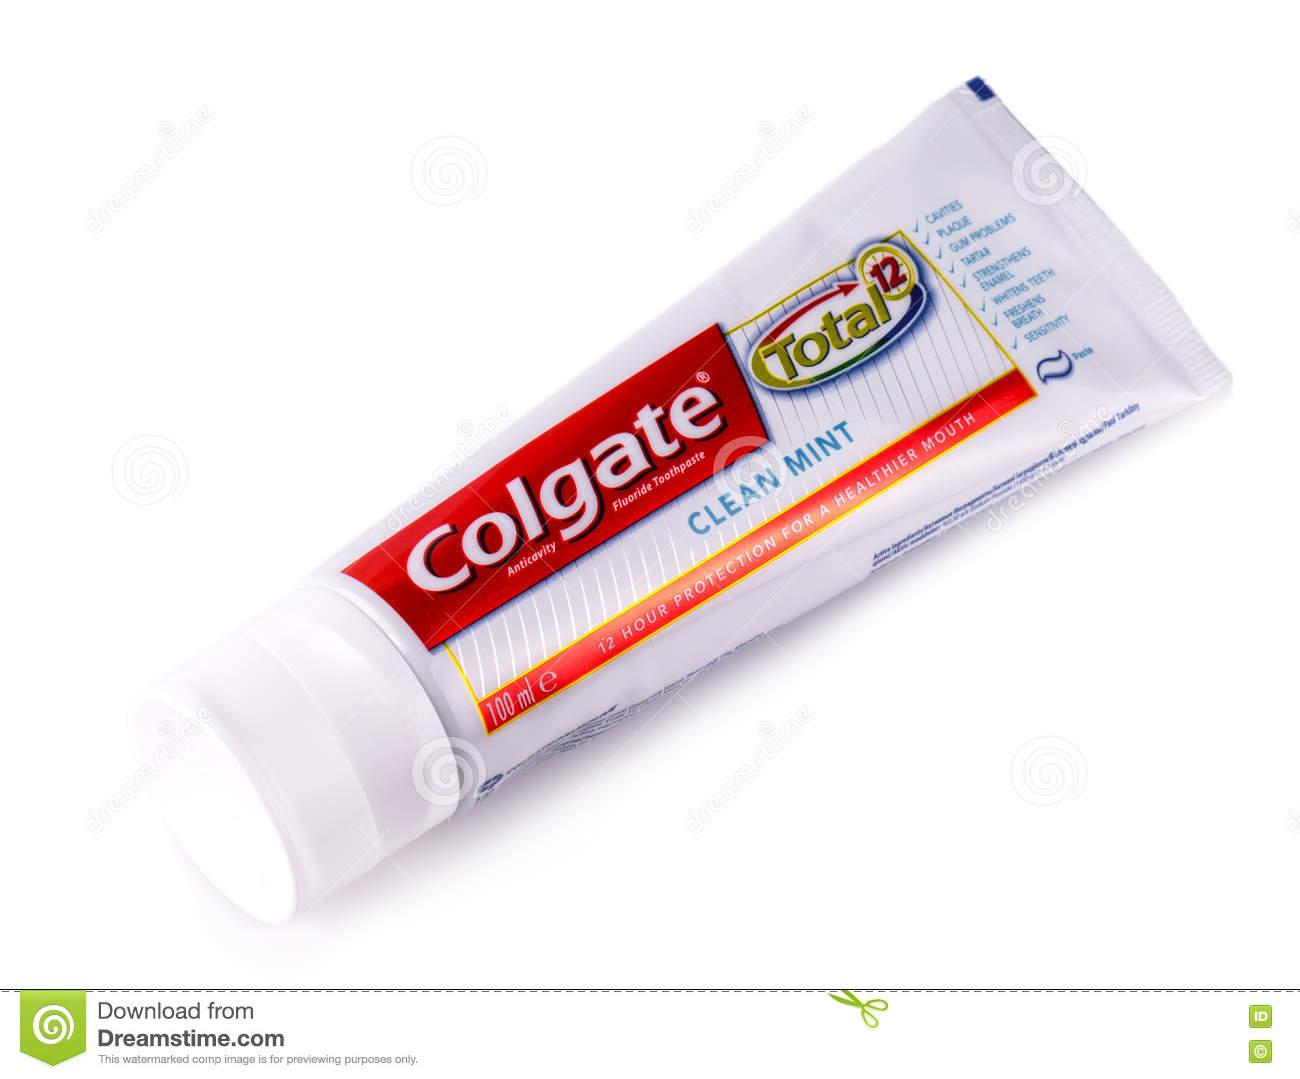 CAVITIES
PLAQUE
GUM PROBLEMS
TARTAR
STRENGTHENS
ENAMEL
WHITENS TEETH
FRESHENS
BREATH
SENSITIVITY
Paste
Total 12
Colgate®
Anticavity Fluoride Toothpaste
CLEAN MINT
100 ml e 12 HOUR PROTECTION FOR A HEALTHIER MOUTH
dreamstime
Download from
Dreamstime.com
This watermarked comp image is for previewing purposes only.
ID
©